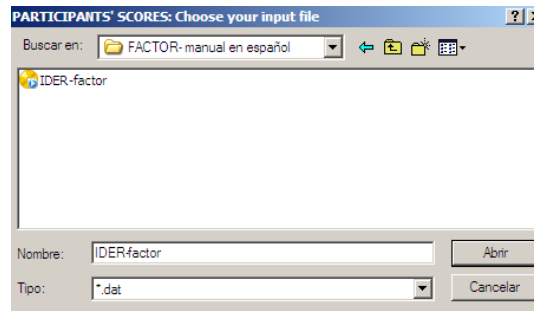 PARTICIPANTS' SCORES: Choose your input file
Buscar en: FACTOR- manual en español
IDER-factor
Nombre: IDER-factor Abrir
Tipo: *.dat Cancelar